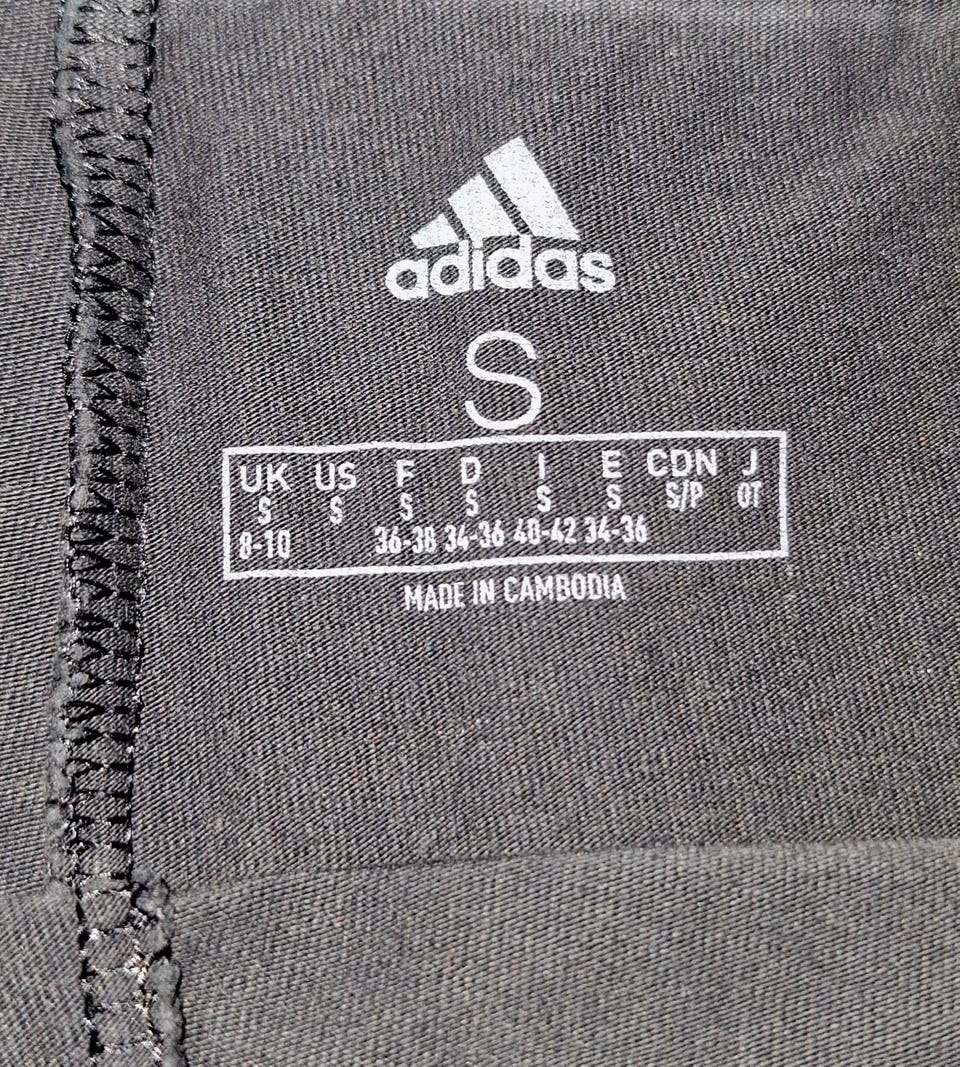 adidas
S
UK US F D I E CDN J
S S S S S S S/P OT
8-10 36-38 34-36 40-42 34-36
MADE IN CAMBODIA